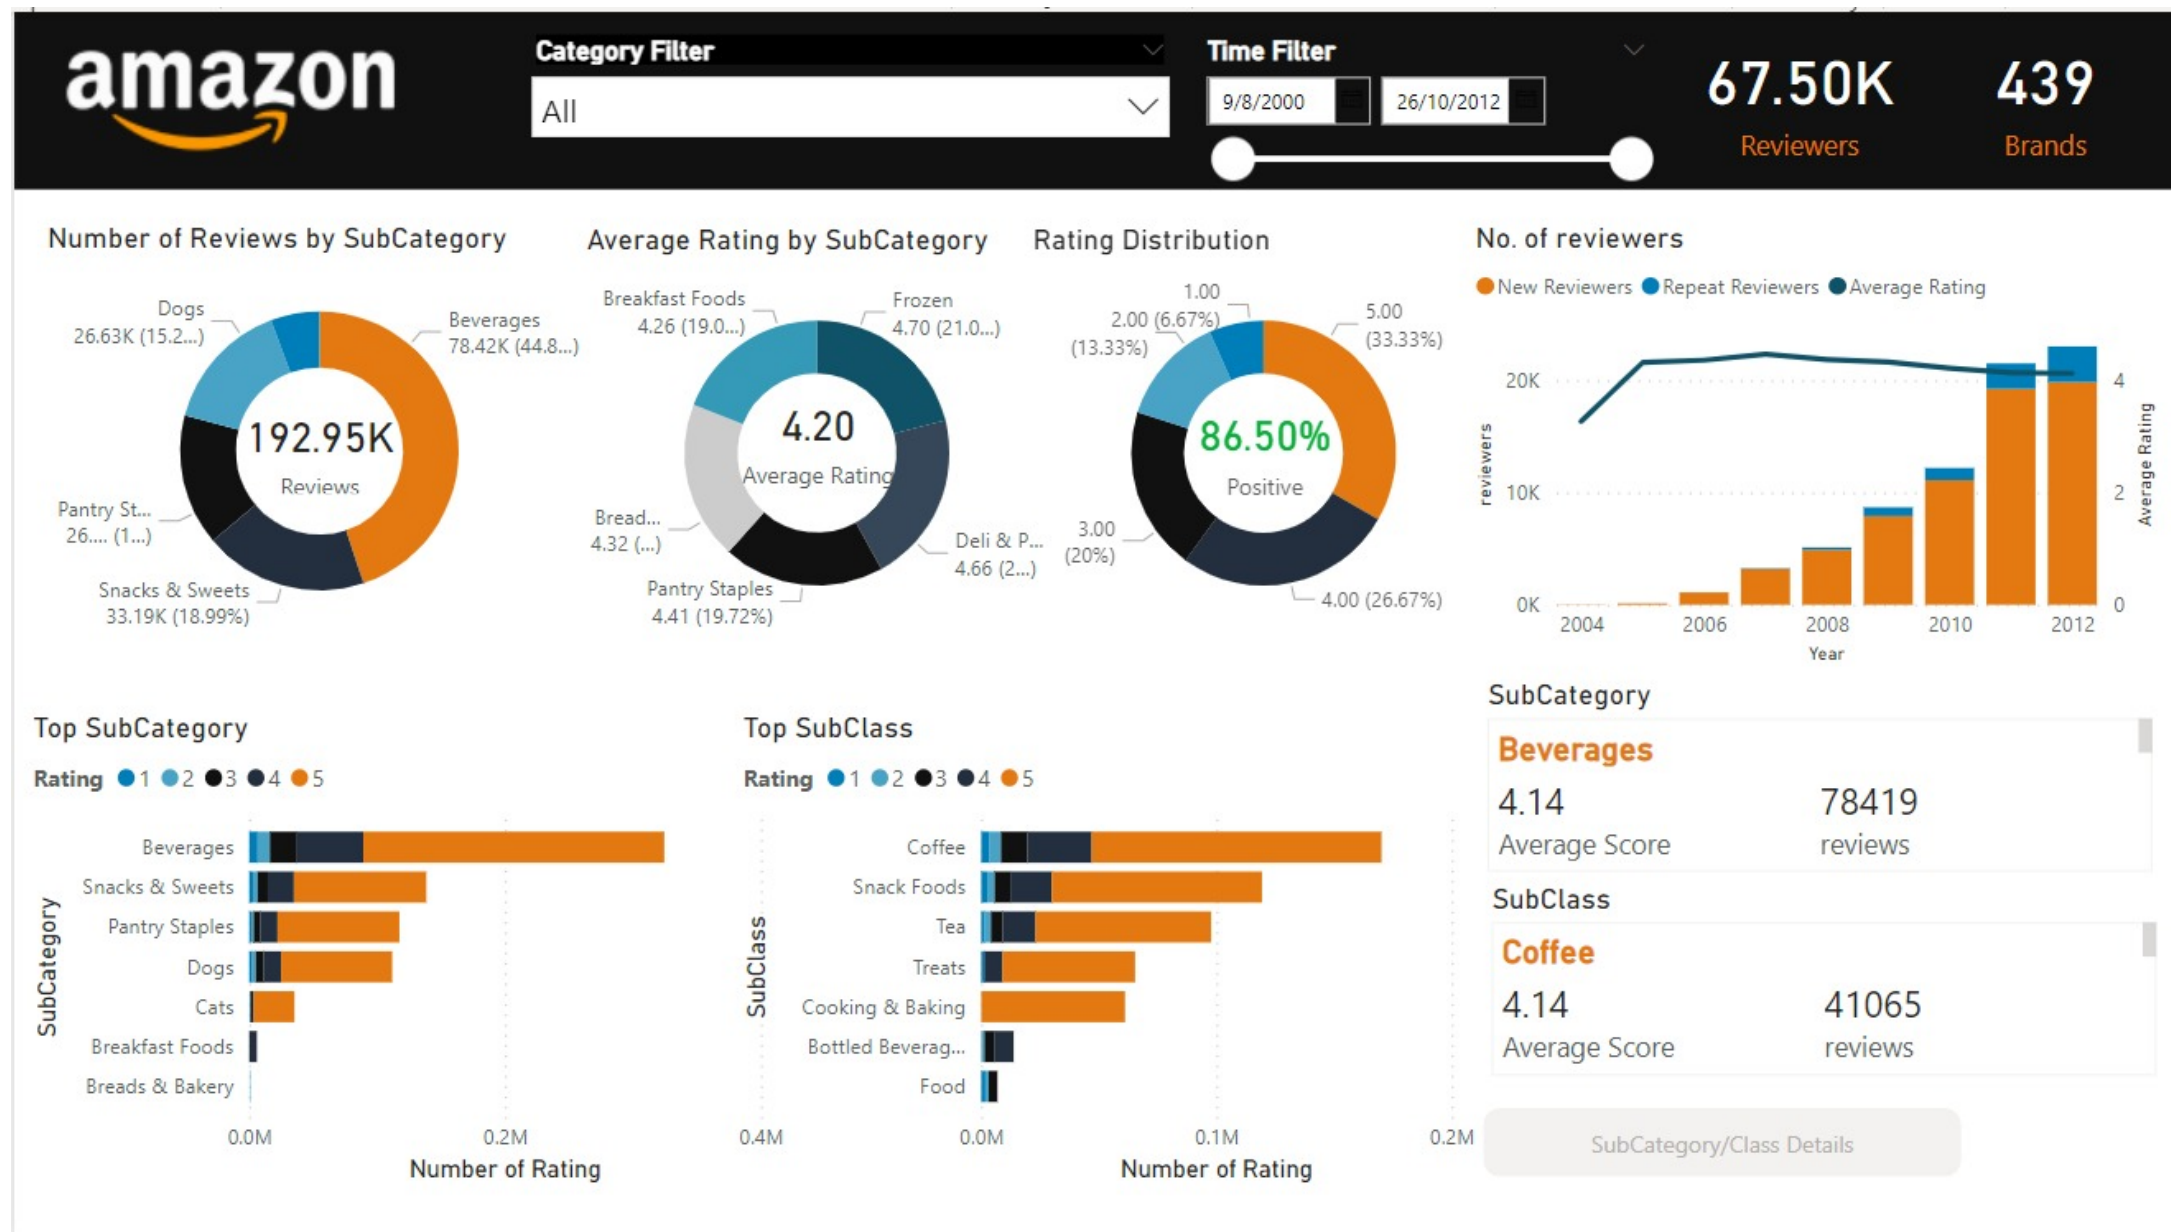 amazon
Category Filter
All
Time Filter
9/8/2000
26/10/2012
67.50K
Reviewers
439
Brands
Number of Reviews by SubCategory
Dogs
26.63K (15.2...)
Beverages
78.42K (44.8...)
192.95K
Reviews
Pantry St...
26.... (1...)
Snacks & Sweets
33.19K (18.99%)
Average Rating by SubCategory
Breakfast Foods
4.26 (19.0...)
Frozen
4.70 (21.0...)
4.20
Average Rating
Bread...
4.32 (...)
Deli & P...
4.66 (2...)
Pantry Staples
4.41 (19.72%)
Rating Distribution
1.00
(6.67%)
2.00
(13.33%)
5.00
(33.33%)
86.50%
Positive
3.00
(20%)
4.00 (26.67%)
No. of reviewers
New Reviewers Repeat Reviewers Average Rating
20K
10K
0K
reviewers
4
2
0
Average Rating
2004 2006 2008 2010 2012
Year
Top SubCategory
Rating 1 2 3 4 5
SubCategory
Beverages
Snacks & Sweets
Pantry Staples
Dogs
Cats
Breakfast Foods
Breads & Bakery
0.0M 0.2M 0.4M
Number of Rating
Top SubClass
Rating 1 2 3 4 5
SubClass
Coffee
Snack Foods
Tea
Treats
Cooking & Baking
Bottled Beverag...
Food
0.0M 0.1M 0.2M
Number of Rating
SubCategory
Beverages
4.14 78419
Average Score reviews
SubClass
Coffee
4.14 41065
Average Score reviews
SubCategory/Class Details